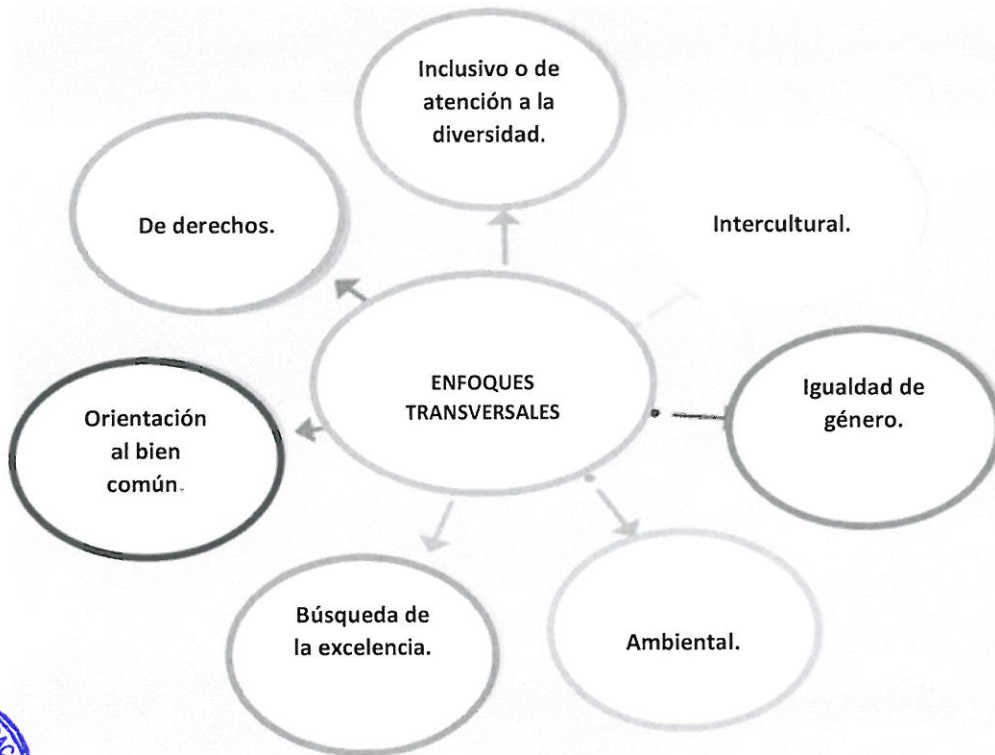 Inclusivo o de
atención a la
diversidad.
De derechos.
Intercultural.
ENFOQUES
TRANSVERSALES
Igualdad de
género.
Orientación
al bien
común.
Búsqueda de
la excelencia.
Ambiental.